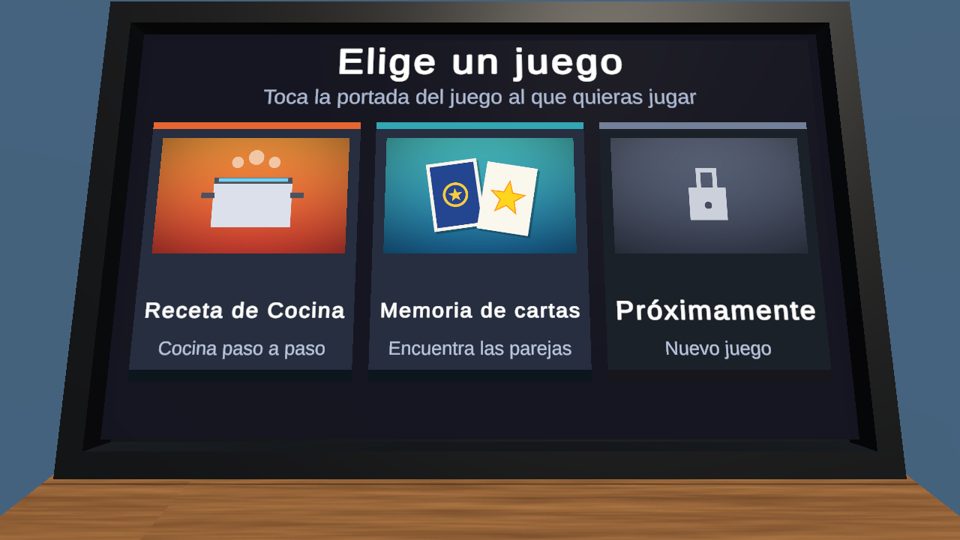 Elige un juego
Toca la portada del juego al que quieras jugar
Receta de Cocina
Cocina paso a paso
Memoria de cartas
Encuentra las parejas
Próximamente
Nuevo juego